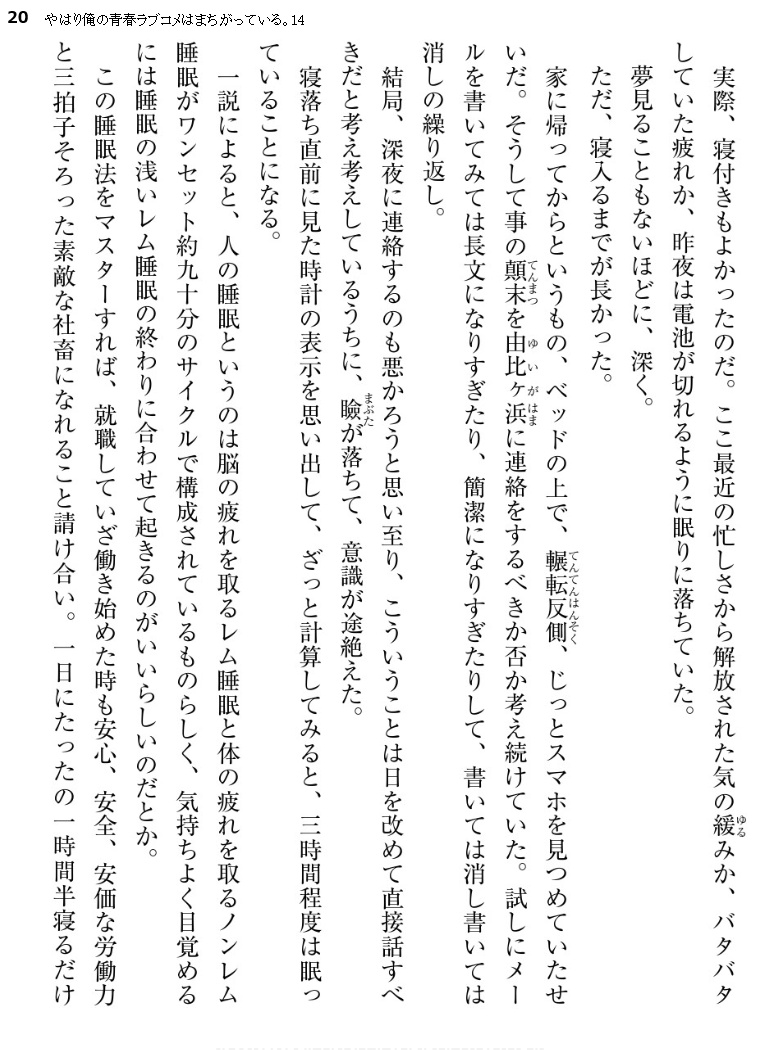 20 やはり俺の青春ラブコメはまちがっている。14
実際、寝付きもよかったのだ。ここ最近の忙しさから解放された気の緩みか、バタバタ
していた疲れか、昨夜は電池が切れるように眠りに落ちていた。
夢見ることもないほどに、深く。
ただ、寝入るまでが長かった。
家に帰ってからというもの、ベッドの上で、輾転反側、じっとスマホを見つめていたせ
いだ。そうして事の顛末を由比ヶ浜に連絡をするべきか否か考え続けていた。試しにメー
ルを書いてみては長文になりすぎたり、簡潔になりすぎたりして、書いては消し書いては
消しの繰り返し。
結局、深夜に連絡するのも悪かろうと思い至り、こういうことは日を改めて直接話すべ
きだと考え考えしているうちに、瞼が落ちて、意識が途絶えた。
寝落ち直前に見た時計の表示を思い出して、ざっと計算してみると、三時間程度は眠っ
ていることになる。
一説によると、人の睡眠というのは脳の疲れを取るレム睡眠と体の疲れを取るノンレム
睡眠がワンセット約九十分のサイクルで構成されているものらしく、気持ちよく目覚める
には睡眠の浅いレム睡眠の終わりに合わせて起きるのがいいらしいのだとか。
この睡眠法をマスターすれば、就職していざ働き始めた時も安心、安全、安価な労働力
と三拍子そろった素敵な社畜になれること請け合い。一日にたったの一時間半寝るだけ